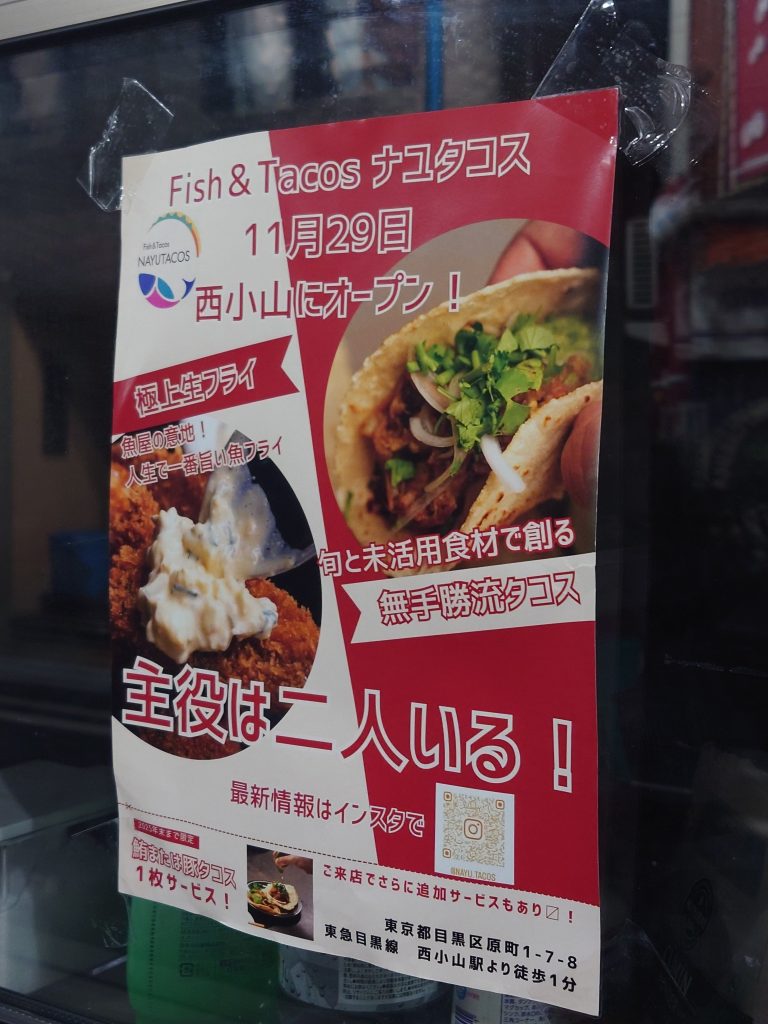 Fish & Tacos ナユタコス
11月29日
西小山にオープン！
Fish&Tacos
NAYUTACOS
極上生フライ
魚屋の意地！
人生で一番旨い魚フライ
旬と未活用食材で創る
無手勝流タコス
主役は二人いる！
最新情報はインスタで
@NAYU.TACOS
2025年末まで限定
鮪または豚タコス
1枚サービス！
ご来店でさらに追加サービスもあり〼！
東京都目黒区原町1-7-8
東急目黒線 西小山駅より徒歩1分